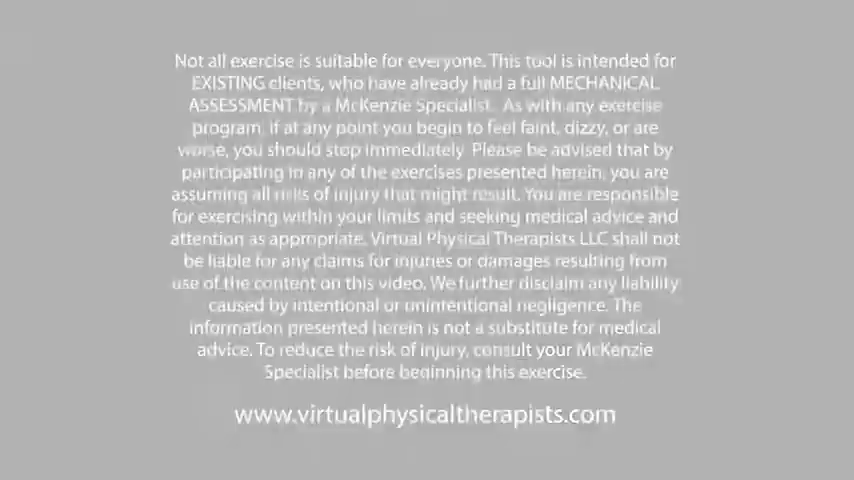 Not all exercise is suitable for everyone. This tool is intended for
EXISTING clients, who have already had a full MECHANICAL
ASSESSMENT by a McKenzie Specialist. As with any exercise
program, if at any point you begin to feel faint, dizzy, or are
worse, you should stop immediately. Please be advised that by
participating in any of the exercises presented herein, you are
assuming all risks of injury that might result. You are responsible
for exercising within your limits and seeking medical advice and
attention as appropriate. Virtual Physical Therapists LLC shall not
be liable for any claims for injuries or damages resulting from
use of the content on this video. We further disclaim any liability
caused by intentional or unintentional negligence. The
information presented herein is not a substitute for medical
advice. To reduce the risk of injury, consult your McKenzie
Specialist before beginning this exercise.
www.virtualphysicaltherapists.com